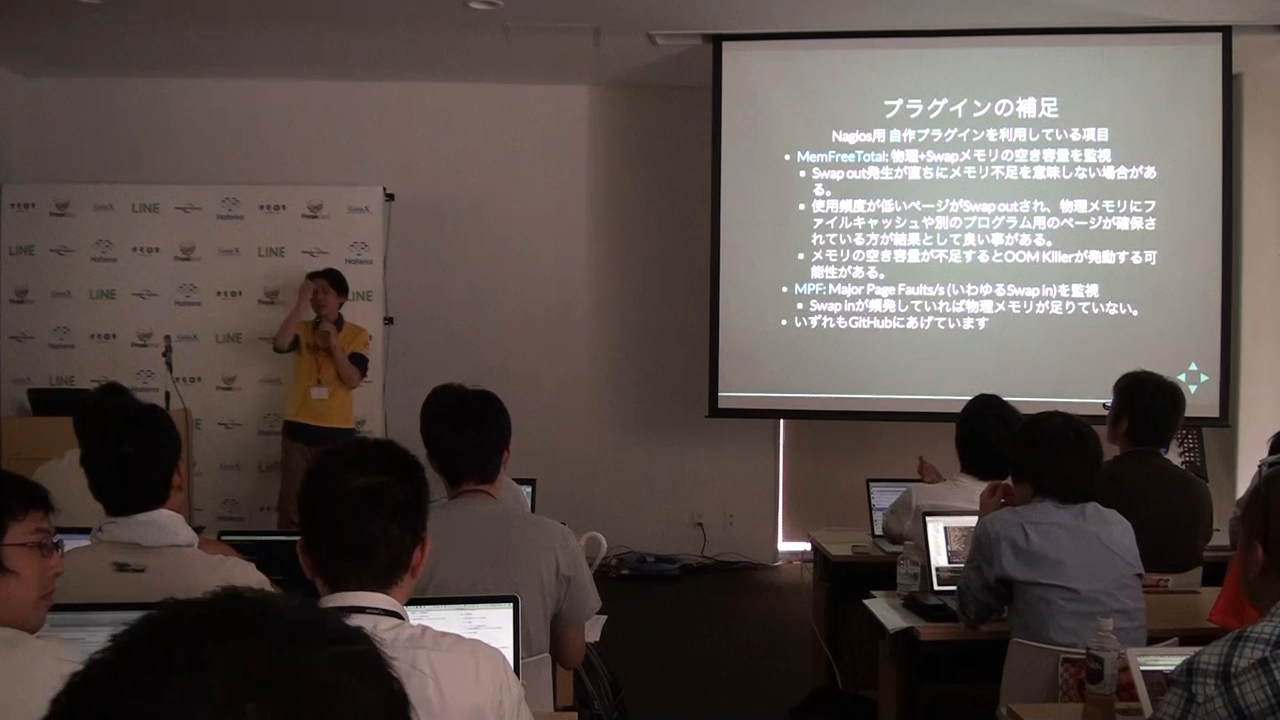 プラグインの補足
Nagios用 自作プラグインを利用している項目
• MemFreeTotal: 物理+Swapメモリの空き容量を監視
▪ Swap out発生が直ちにメモリ不足を意味しない場合があ
る。
▪ 使用頻度が低いページがSwap outされ、物理メモリにフ
ァイルキャッシュや別のプログラム用のページが確保さ
れている方が結果として良い事がある。
▪ メモリの空き容量が不足するとOOM Killerが発動する可
能性がある。
• MPF: Major Page Faults/s (いわゆるSwap in)を監視
▪ Swap inが頻発していれば物理メモリが足りていない。
• いずれもGitHubにあげています
LINE
Hatena
LINE
LINE
Hatena
LINE
LINE
Hatena
LINE
LINE